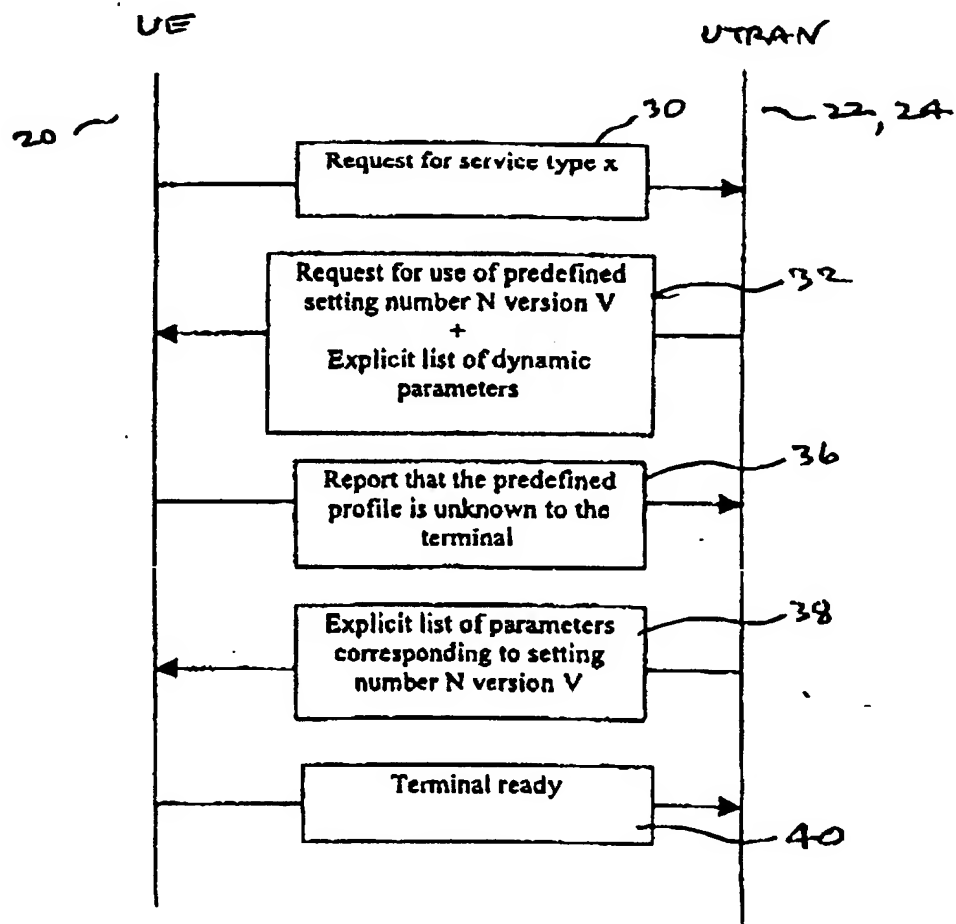 UE
UTRAN
20
22, 24
30
Request for service type x
Request for use of predefined
setting number N version V
+
Explicit list of dynamic
parameters
32
36
Report that the predefined
profile is unknown to the
terminal
38
Explicit list of parameters
corresponding to setting
number N version V
Terminal ready
40